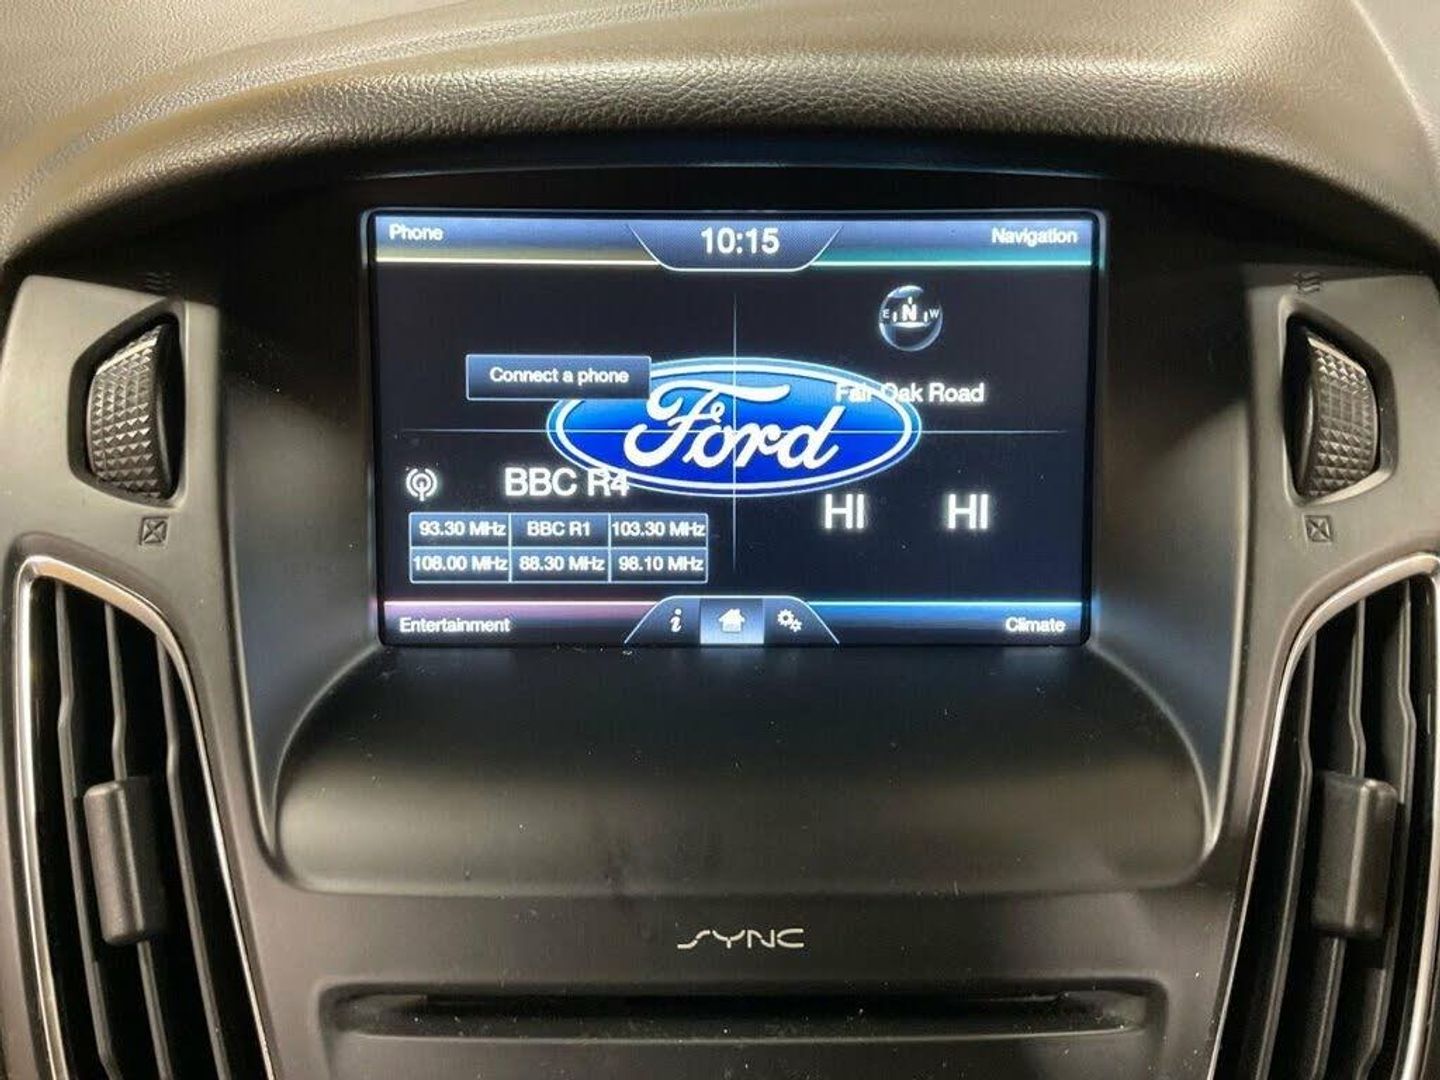 Phone
10:15
Navigation
E N W
Connect a phone
Fair Oak Road
Ford
BBC R4
HI HI
93.30 MHz BBC R1 103.30 MHz
108.00 MHz 88.30 MHz 98.10 MHz
Entertainment
i
Climate
SYNC